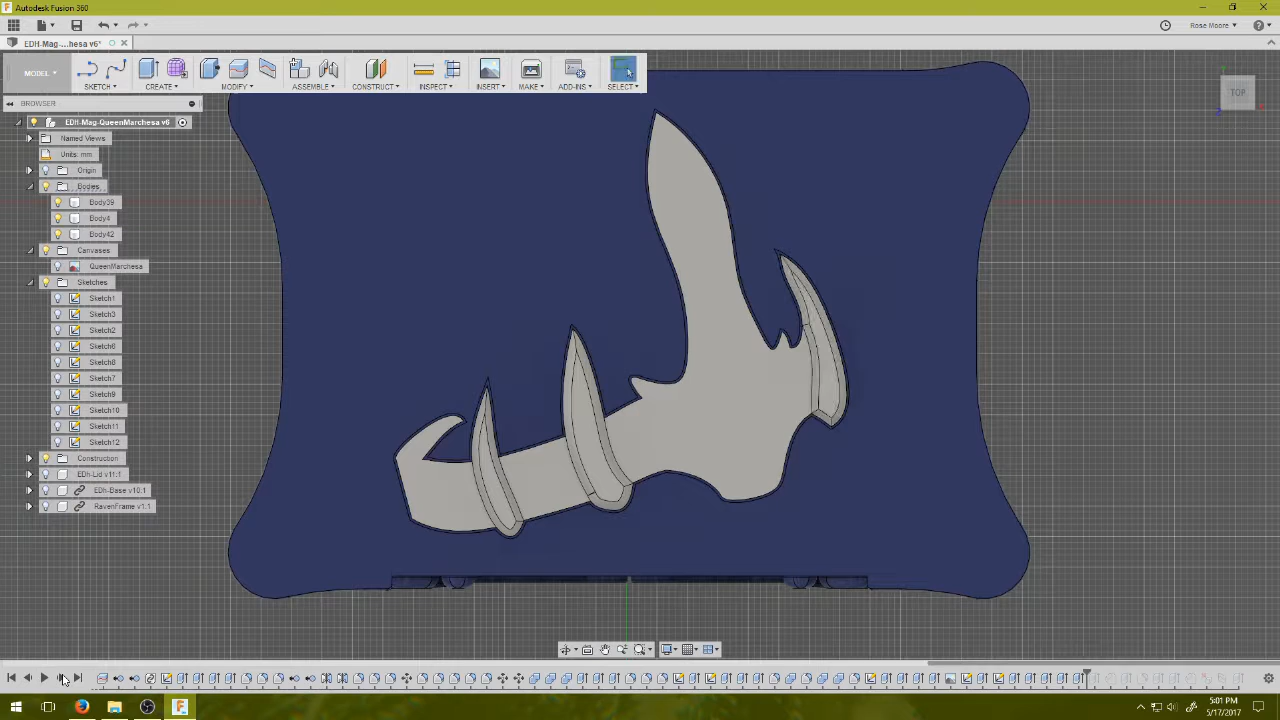 Autodesk Fusion 360
Rose Moore
EDH-Mag-...hesa v6*
MODEL
SKETCH
CREATE
MODIFY
ASSEMBLE
CONSTRUCT
INSPECT
INSERT
MAKE
ADD-INS
SELECT
TOP
BROWSER
EDH-Mag-QueenMarchesa v6
Named Views
Units: mm
Origin
Bodies
Body39
Body4
Body42
Canvases
QueenMarchesa
Sketches
Sketch1
Sketch3
Sketch2
Sketch6
Sketch8
Sketch7
Sketch9
Sketch10
Sketch11
Sketch12
Construction
EDh-Lid v11:1
EDh-Base v10:1
RavenFrame v1:1
5:01 PM
5/17/2017